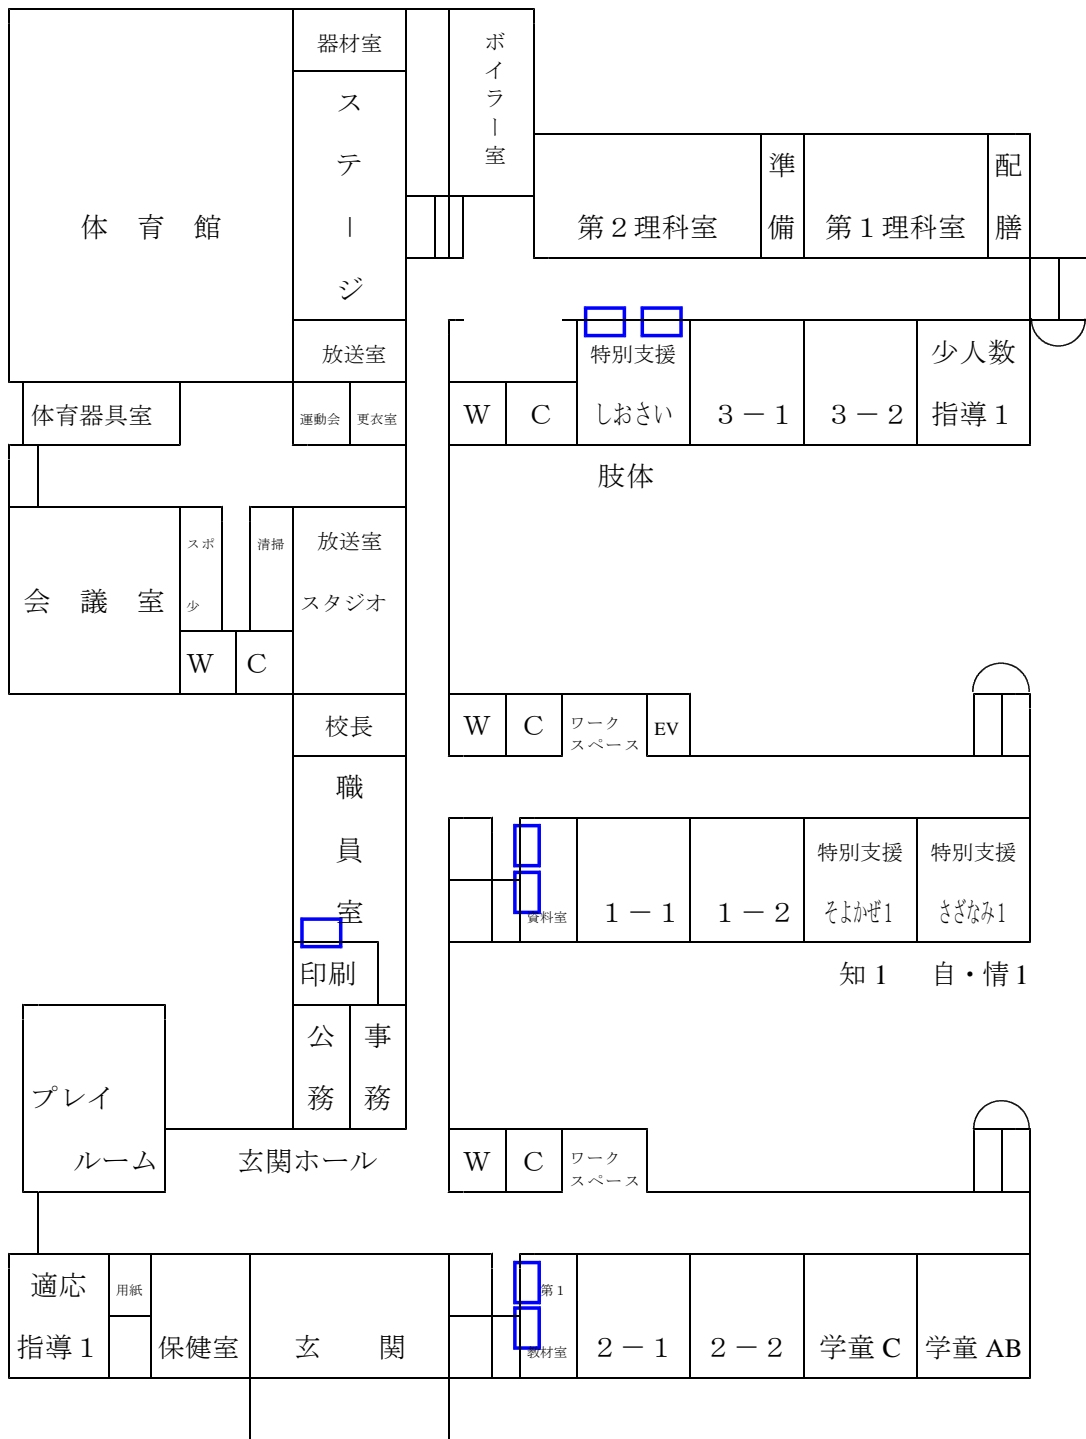 器材室
ボイラー室
ステージ
準備
配膳
体 育 館
第2理科室
第1理科室
放送室
特別支援
少人数
体育器具室
運動会
更衣室
W
C
しおさい
3-1
3-2
指導1
肢体
スポ少
清掃
放送室
会 議 室
スタジオ
W
C
校長
W
C
ワーク
スペース
EV
職員室
特別支援
特別支援
資料室
1-1
1-2
そよかぜ1
さざなみ1
印刷
知1
自・情1
公務
事務
プレイ
ルーム
玄関ホール
W
C
ワーク
スペース
適応
用紙
第1
指導1
保健室
玄 関
教材室
2-1
2-2
学童C
学童AB